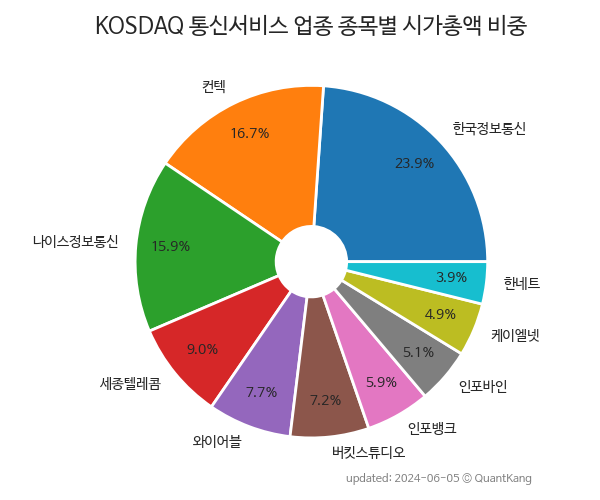 KOSDAQ 통신서비스 업종 종목별 시가총액 비중
컨텍
16.7%
한국정보통신
23.9%
나이스정보통신
15.9%
한네트
3.9%
케이엘넷
4.9%
세종텔레콤
9.0%
인포바인
5.1%
와이어블
7.7%
인포뱅크
5.9%
버킷스튜디오
7.2%
updated: 2024-06-05 © QuantKang